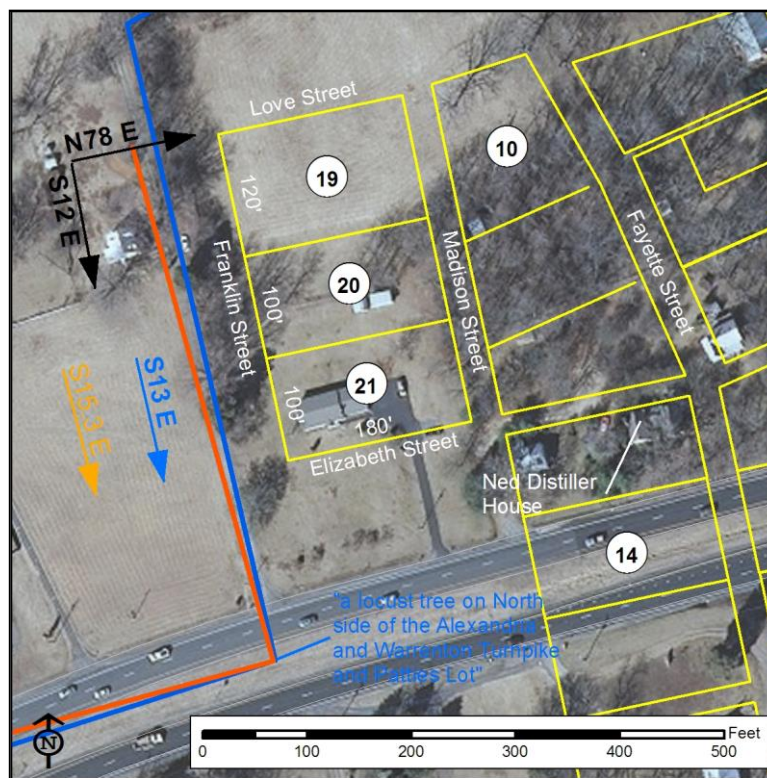 Love Street
N78 E
S12 E
19
10
120'
Franklin Street
Madison Street
Fayette Street
20
100'
S13 E
S15.3 E
21
100'
180'
Elizabeth Street
Ned Distiller
House
14
"a locust tree on North
side of the Alexandria
and Warrenton Turnpike
and Patties Lot"
N
Feet
0 100 200 300 400 500